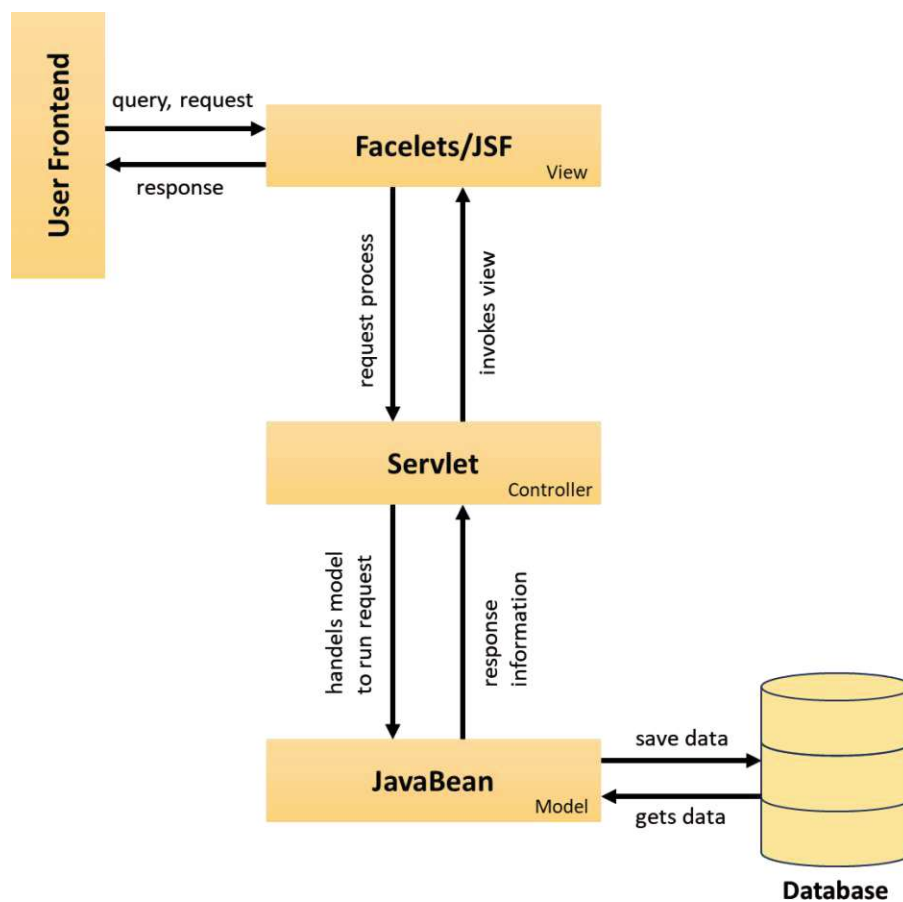 User Frontend
query, request
response
Facelets/JSF
View
request process
invokes view
Servlet
Controller
handels model
to run request
response
information
JavaBean
Model
save data
gets data
Database